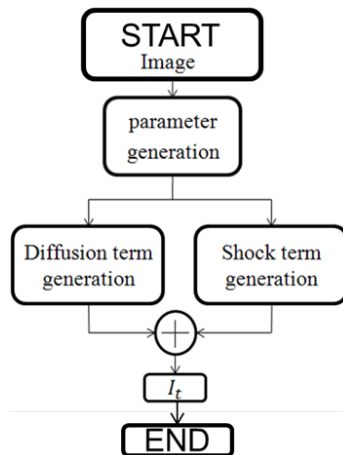 START
Image
parameter
generation
Diffusion term
generation
Shock term
generation
I_t
END